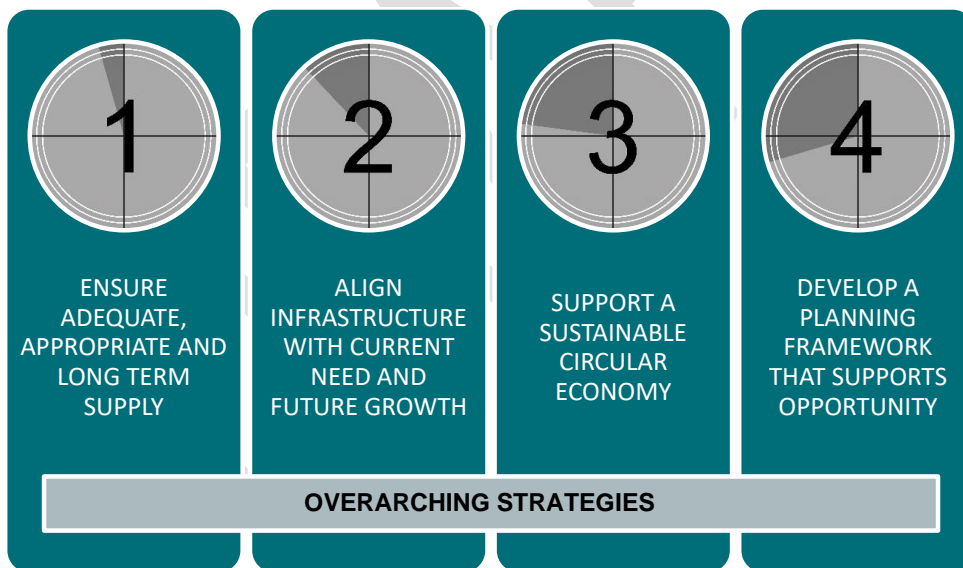 1
ENSURE
ADEQUATE,
APPROPRIATE AND
LONG TERM
SUPPLY
2
ALIGN
INFRASTRUCTURE
WITH CURRENT
NEED AND
FUTURE GROWTH
3
SUPPORT A
SUSTAINABLE
CIRCULAR
ECONOMY
4
DEVELOP A
PLANNING
FRAMEWORK
THAT SUPPORTS
OPPORTUNITY
OVERARCHING STRATEGIES